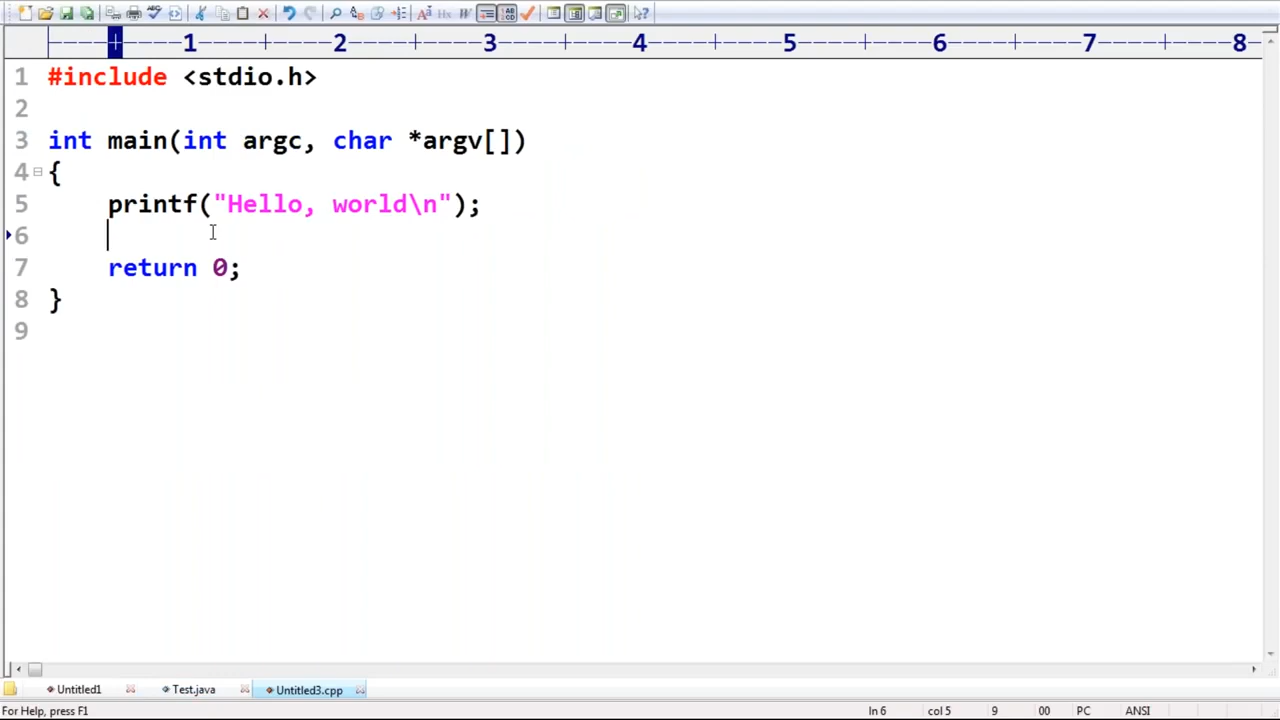 1 2 3 4 5 6 7 8
1 #include <stdio.h>
2
3 int main(int argc, char *argv[])
4 {
5     printf("Hello, world\n");
6
7     return 0;
8 }
9
Untitled1 Test.java Untitled3.cpp
For Help, press F1 ln 6 col 5 9 00 PC ANSI